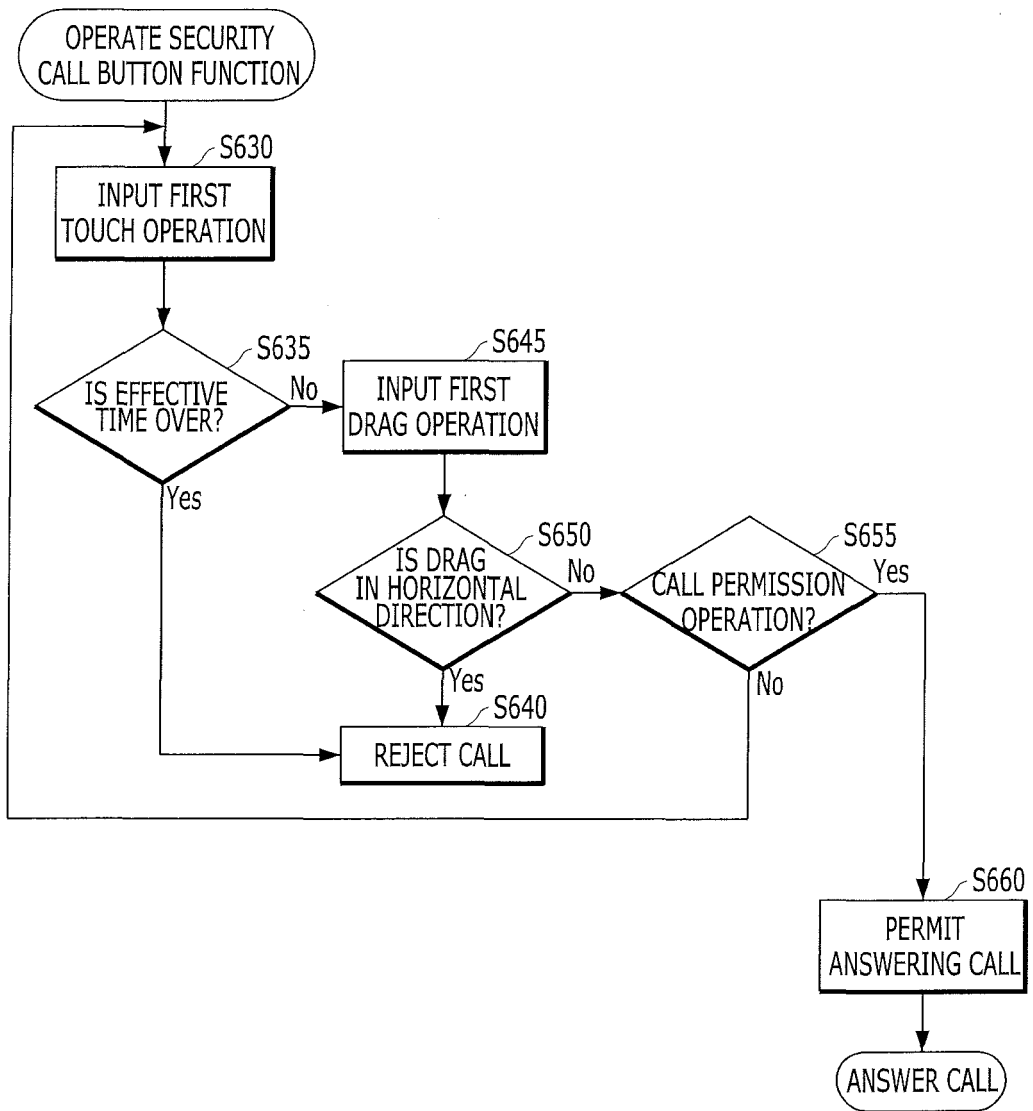 OPERATE SECURITY
CALL BUTTON FUNCTION
S630
INPUT FIRST
TOUCH OPERATION
S635
IS EFFECTIVE
TIME OVER?
No
Yes
S645
INPUT FIRST
DRAG OPERATION
S650
IS DRAG
IN HORIZONTAL
DIRECTION?
No
Yes
S655
CALL PERMISSION
OPERATION?
Yes
No
S640
REJECT CALL
S660
PERMIT
ANSWERING CALL
ANSWER CALL